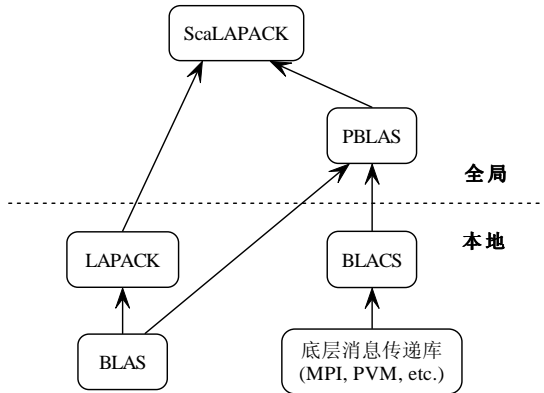 ScaLAPACK
PBLAS
全局
本地
LAPACK
BLACS
BLAS
底层消息传递库
(MPI, PVM, etc.)